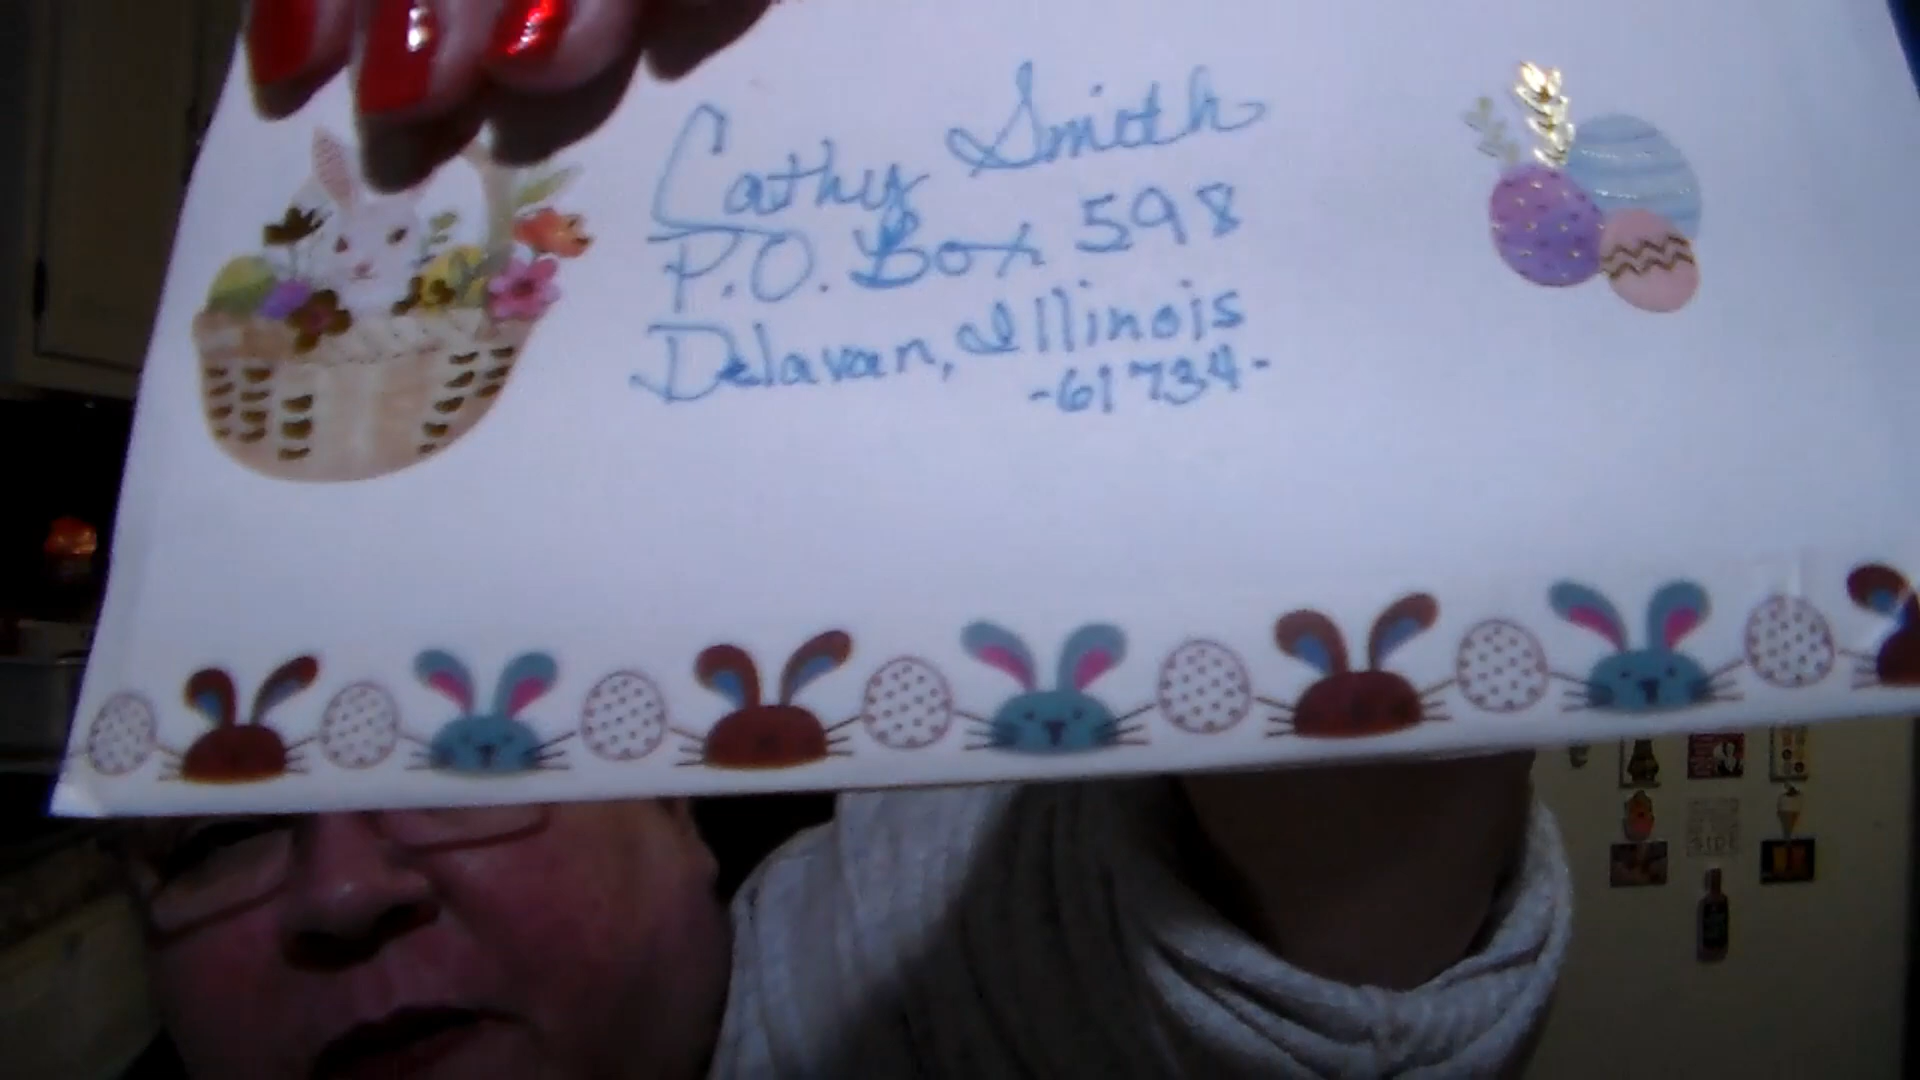 Cathy Smith
P.O. Box 598
Delavan, Illinois
-61734-